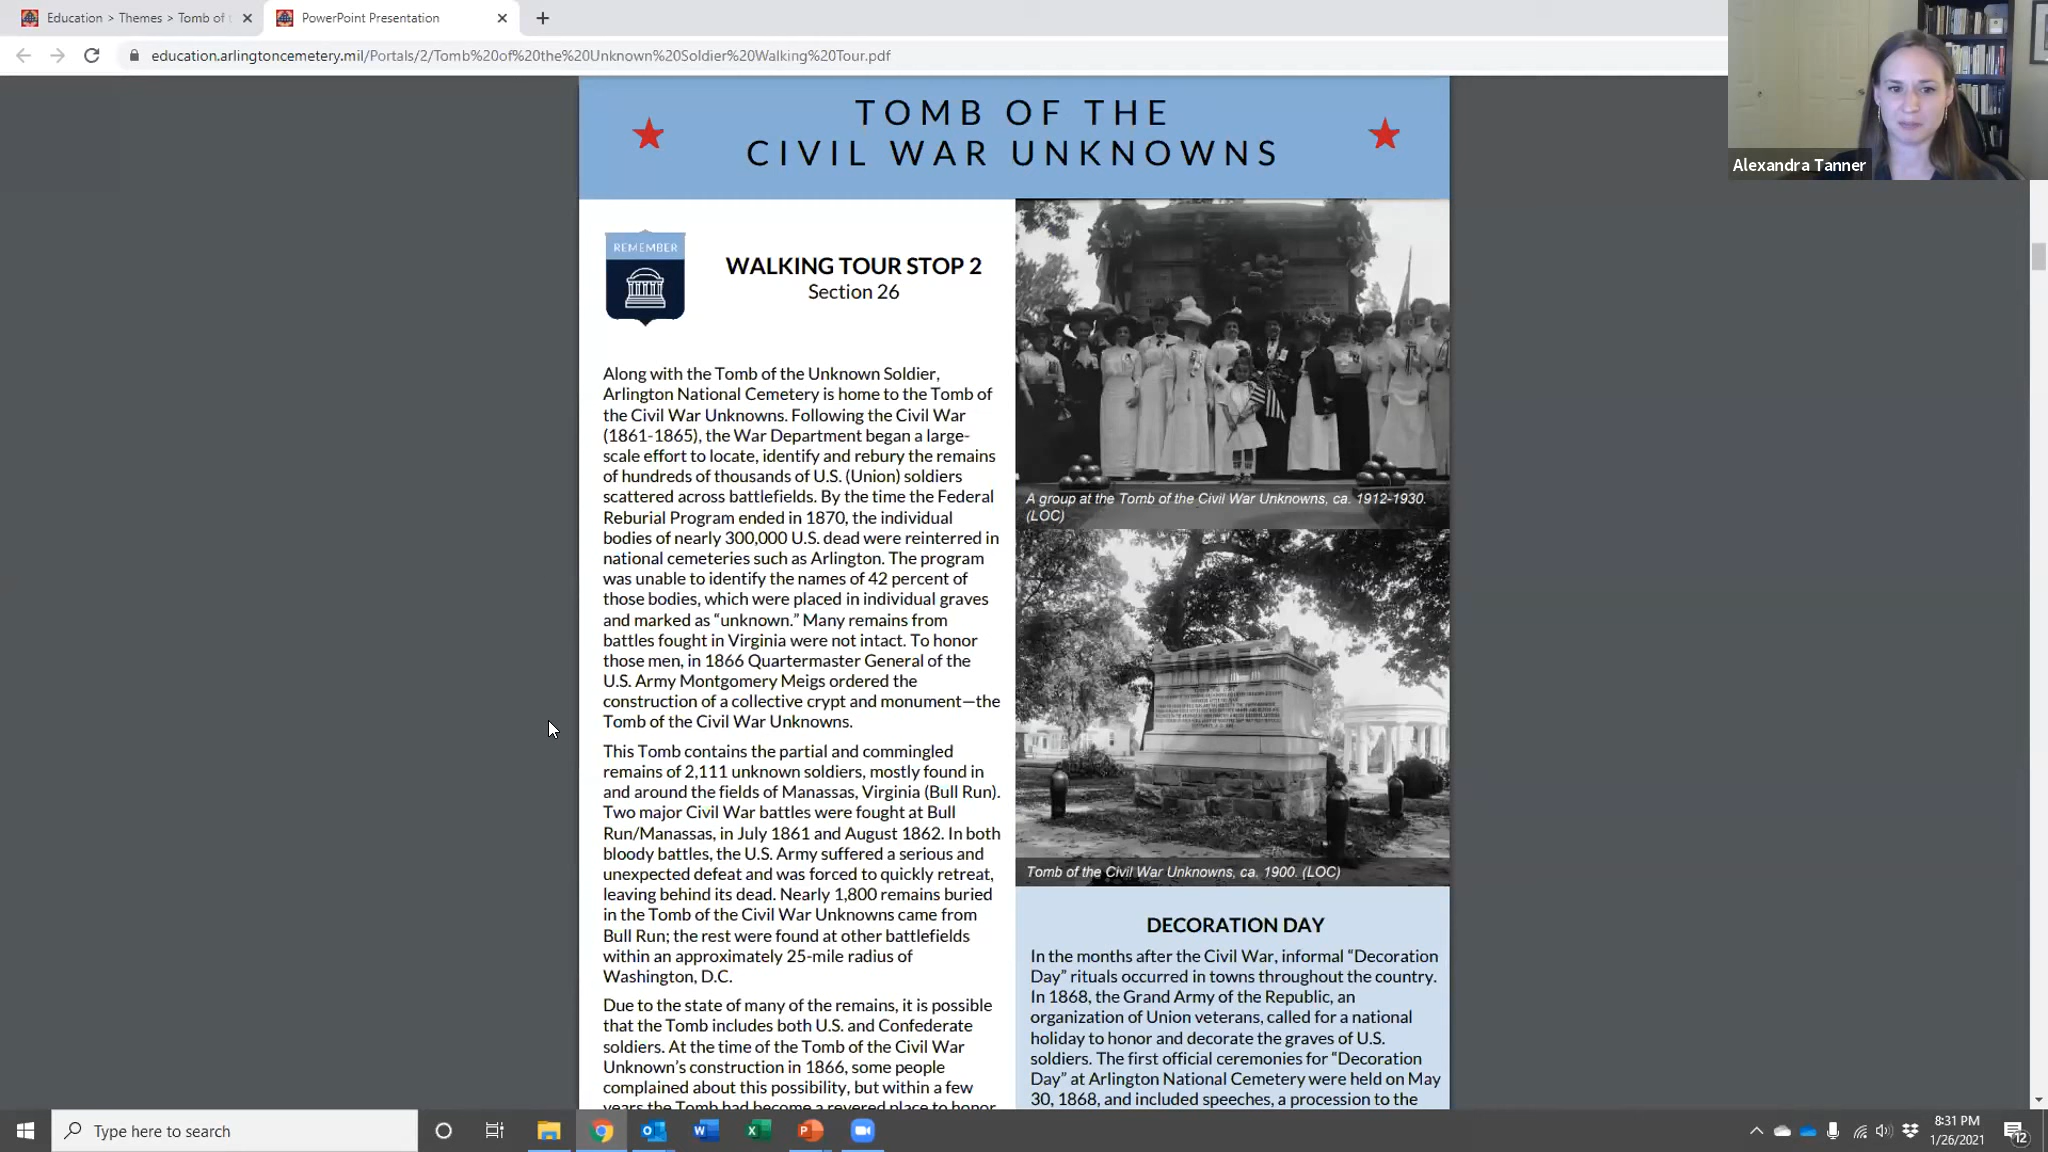 Education > Themes > Tomb of
PowerPoint Presentation
education.arlingtoncemetery.mil/Portals/2/Tomb%20of%20the%20Unknown%20Soldier%20Walking%20Tour.pdf
Alexandra Tanner
TOMB OF THE
CIVIL WAR UNKNOWNS
REMEMBER
WALKING TOUR STOP 2
Section 26
Along with the Tomb of the Unknown Soldier,
Arlington National Cemetery is home to the Tomb of
the Civil War Unknowns. Following the Civil War
(1861-1865), the War Department began a large-
scale effort to locate, identify and rebury the remains
of hundreds of thousands of U.S. (Union) soldiers
scattered across battlefields. By the time the Federal
Reburial Program ended in 1870, the individual
bodies of nearly 300,000 U.S. dead were reinterred in
national cemeteries such as Arlington. The program
was unable to identify the names of 42 percent of
those bodies, which were placed in individual graves
and marked as “unknown.” Many remains from
battles fought in Virginia were not intact. To honor
those men, in 1866 Quartermaster General of the
U.S. Army Montgomery Meigs ordered the
construction of a collective crypt and monument—the
Tomb of the Civil War Unknowns.
This Tomb contains the partial and commingled
remains of 2,111 unknown soldiers, mostly found in
and around the fields of Manassas, Virginia (Bull Run).
Two major Civil War battles were fought at Bull
Run/Manassas, in July 1861 and August 1862. In both
bloody battles, the U.S. Army suffered a serious and
unexpected defeat and was forced to quickly retreat,
leaving behind its dead. Nearly 1,800 remains buried
in the Tomb of the Civil War Unknowns came from
Bull Run; the rest were found at other battlefields
within an approximately 25-mile radius of
Washington, D.C.
Due to the state of many of the remains, it is possible
that the Tomb includes both U.S. and Confederate
soldiers. At the time of the Tomb of the Civil War
Unknown’s construction in 1866, some people
complained about this possibility, but within a few
years the Tomb had become a revered place to honor
A group at the Tomb of the Civil War Unknowns, ca. 1912-1930.
(LOC)
Tomb of the Civil War Unknowns, ca. 1900. (LOC)
DECORATION DAY
In the months after the Civil War, informal “Decoration
Day” rituals occurred in towns throughout the country.
In 1868, the Grand Army of the Republic, an
organization of Union veterans, called for a national
holiday to honor and decorate the graves of U.S.
soldiers. The first official ceremonies for “Decoration
Day” at Arlington National Cemetery were held on May
30, 1868, and included speeches, a procession to the
Type here to search
8:31 PM
1/26/2021
12